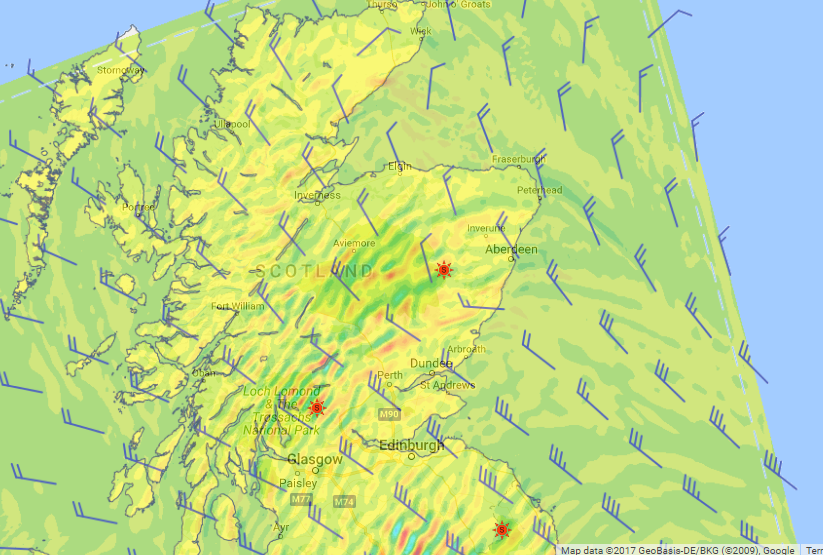 Thurso
John o' Groats
Wick
Stornoway
Ullapool
Elgin
Fraserburgh
Peterhead
Inverness
Portree
Inverurie
Aviemore
Aberdeen
SCOTLAND
Fort William
Arbroath
Dundee
Oban
Perth
St Andrews
Loch Lomond
& The
Trossachs
National Park
M90
Edinburgh
Glasgow
Paisley
M77
M74
Ayr
S
S
S
Map data ©2017 GeoBasis-DE/BKG (©2009), Google
Terr